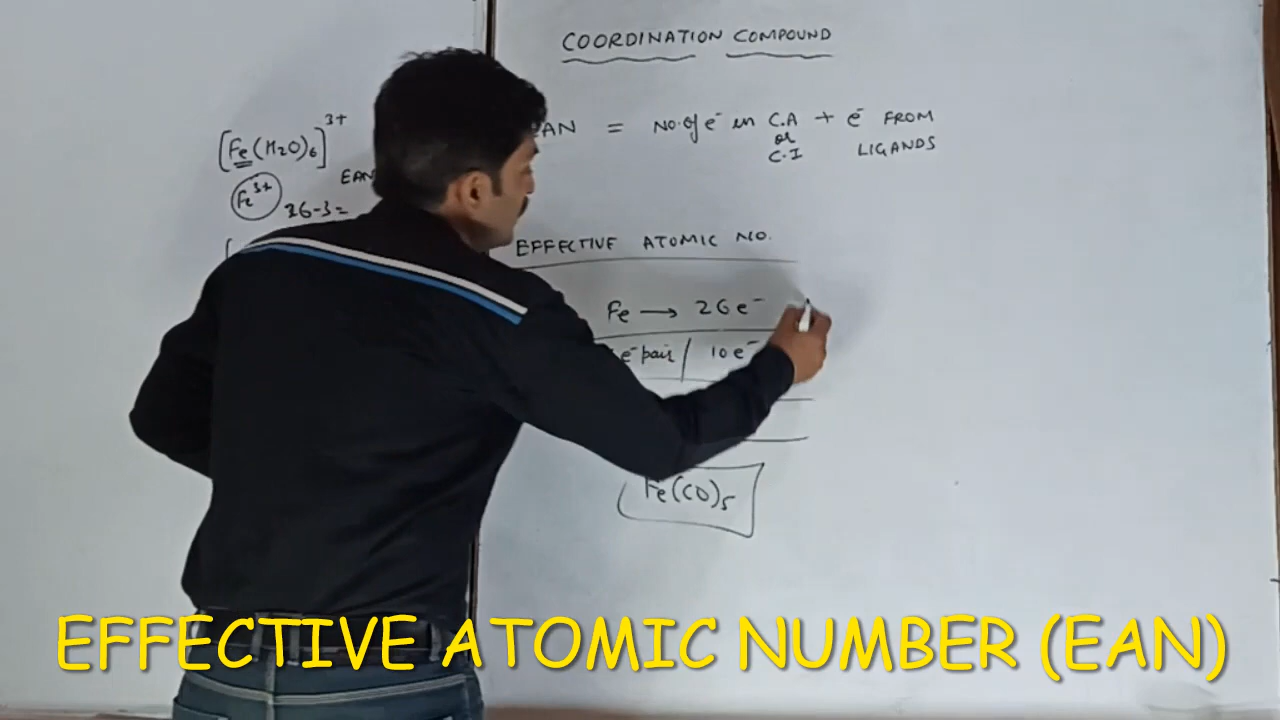 COORDINATION COMPOUND
[Fe(H2O)6]3+
EAN = NO. of e- in C.A + e- FROM
or
C.I LIGANDS
EAN
Fe3+
36-3=
EFFECTIVE ATOMIC NO.
Fe → 26 e-
e- pair / 10 e-
Fe(CO)5
EFFECTIVE ATOMIC NUMBER (EAN)